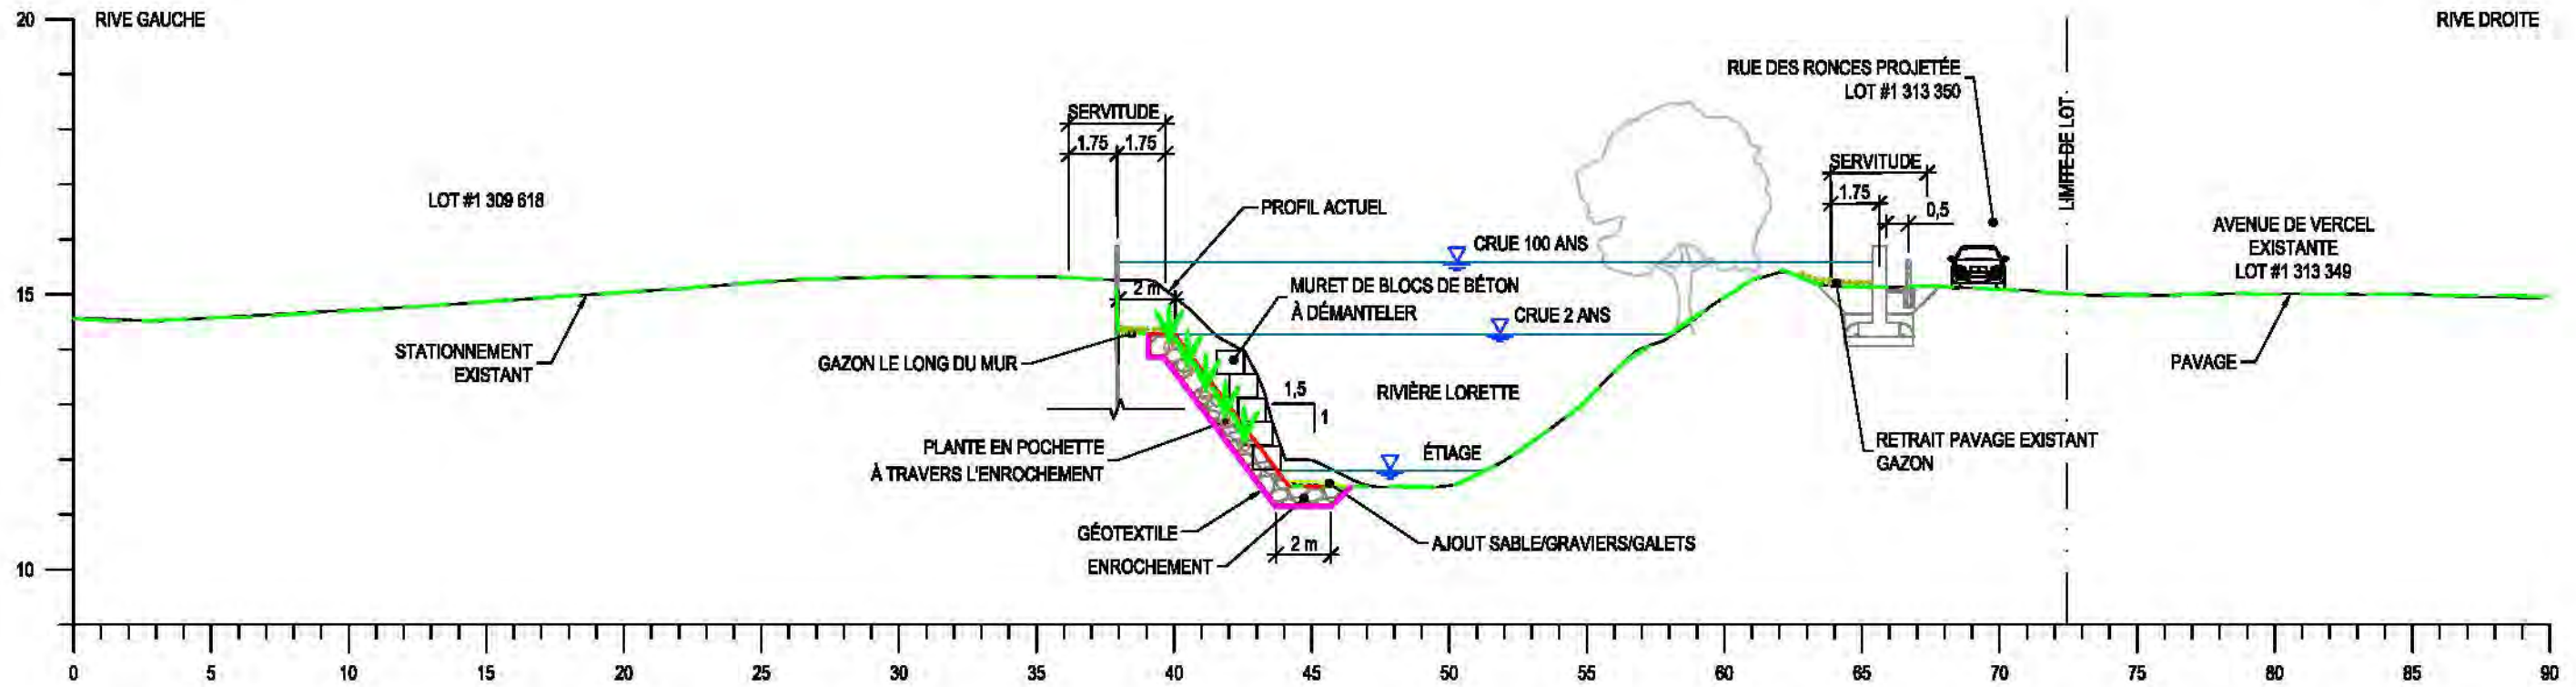 20
RIVE GAUCHE
RIVE DROITE
RUE DES RONCES PROJETÉE
LOT #1 313 350
LIMITE DE LOT
SERVITUDE
1.75
1.75
SERVITUDE
1.75
0,5
LOT #1 309 618
PROFIL ACTUEL
CRUE 100 ANS
AVENUE DE VERCEL
EXISTANTE
LOT #1 313 349
15
2 m
MURET DE BLOCS DE BÉTON
À DÉMANTELER
CRUE 2 ANS
STATIONNEMENT
EXISTANT
GAZON LE LONG DU MUR
PAVAGE
1,5
1
RIVIÈRE LORETTE
PLANTE EN POCHETTE
À TRAVERS L'ENROCHEMENT
ÉTIAGE
RETRAIT PAVAGE EXISTANT
GAZON
GÉOTEXTILE
2 m
AJOUT SABLE/GRAVIERS/GALETS
ENROCHEMENT
10
0 5 10 15 20 25 30 35 40 45 50 55 60 65 70 75 80 85 90